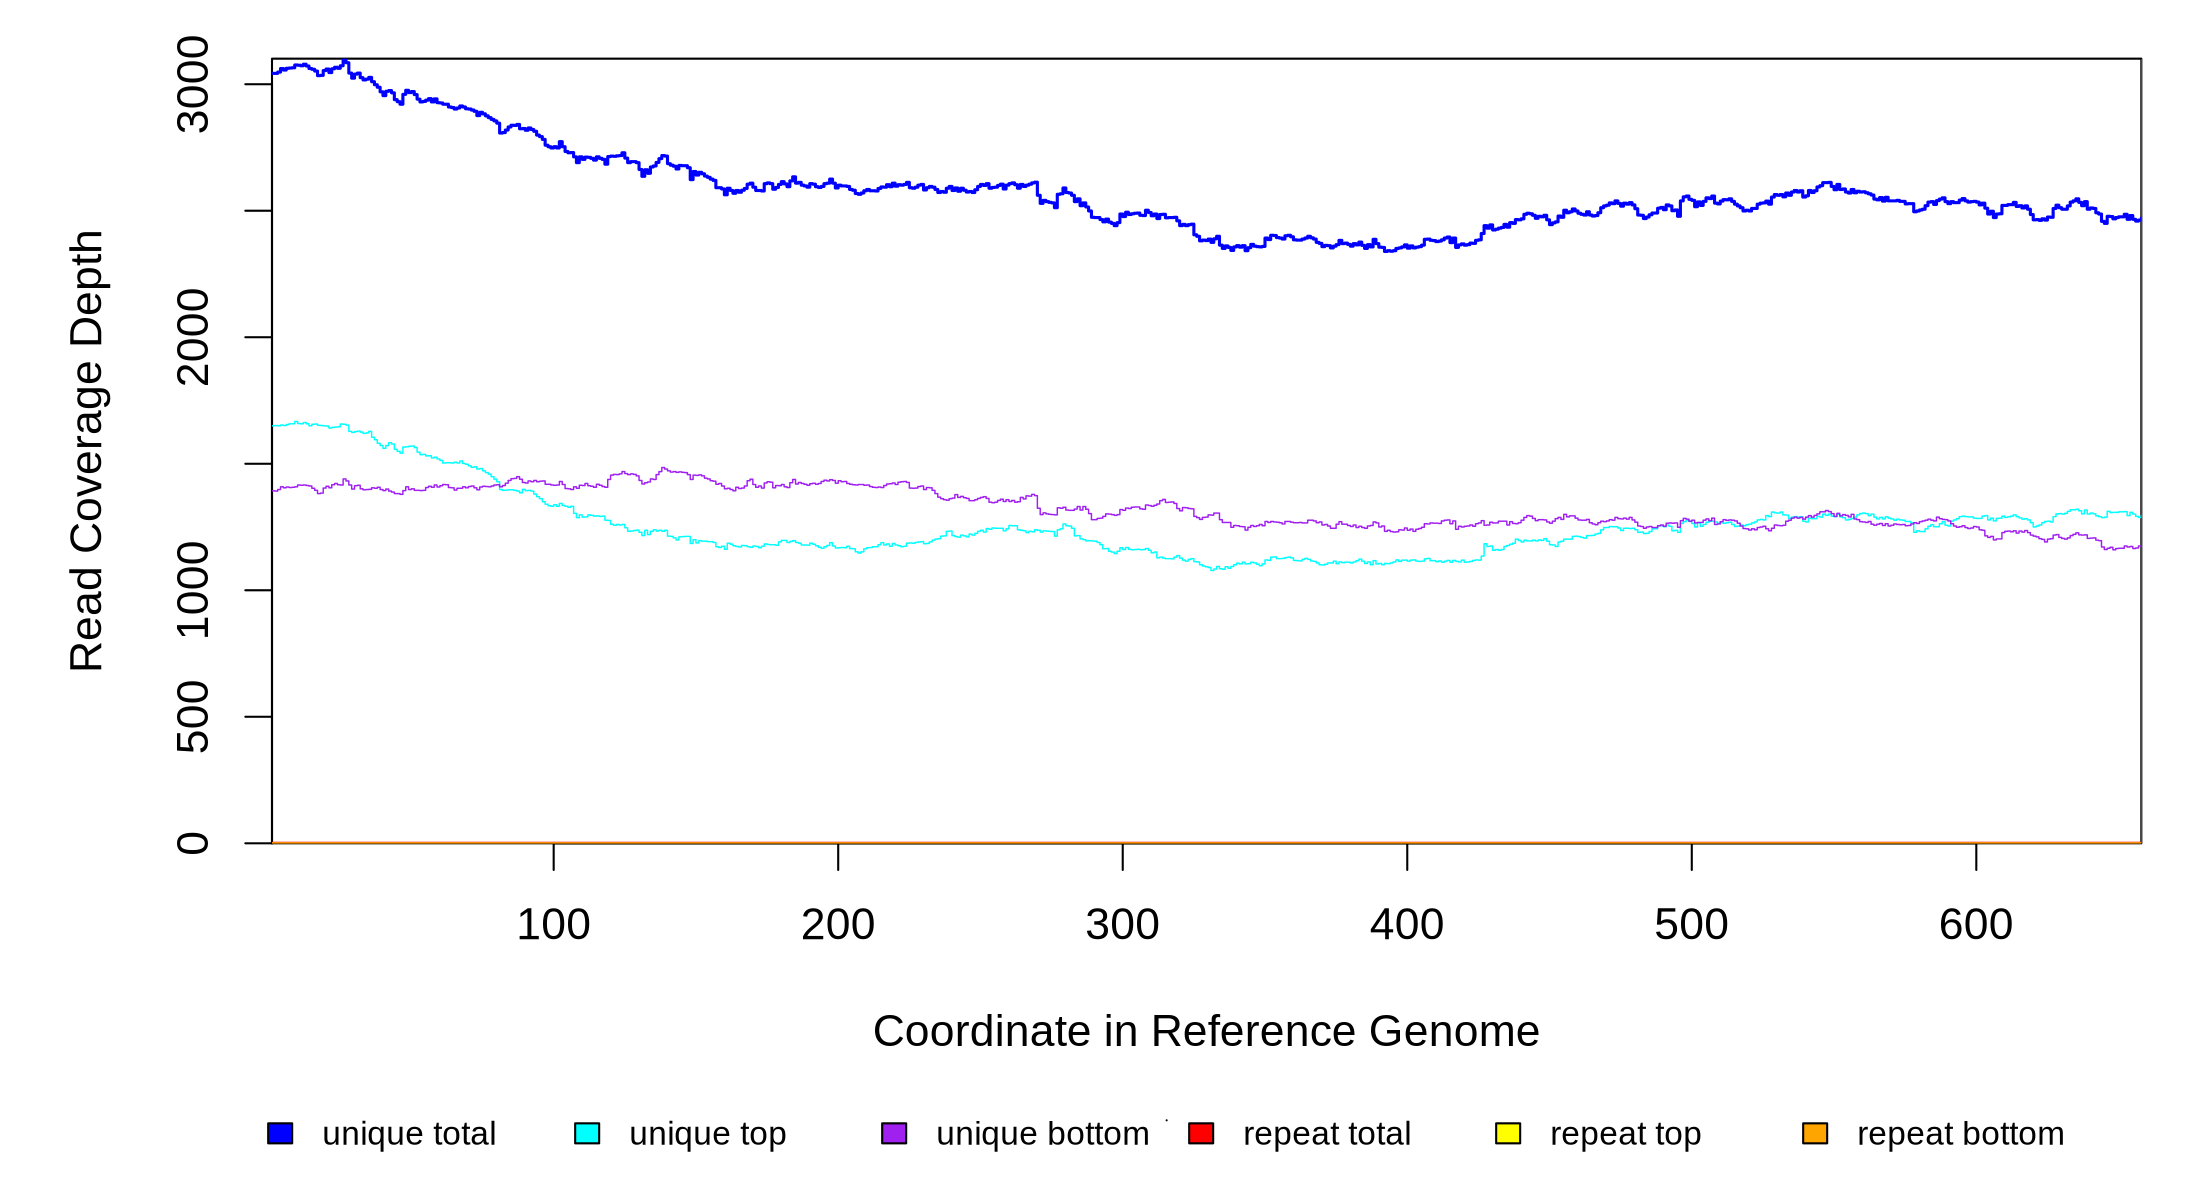 Read Coverage Depth
3000
2000
1000
500
0
100 200 300 400 500 600
Coordinate in Reference Genome
unique total unique top unique bottom repeat total repeat top repeat bottom